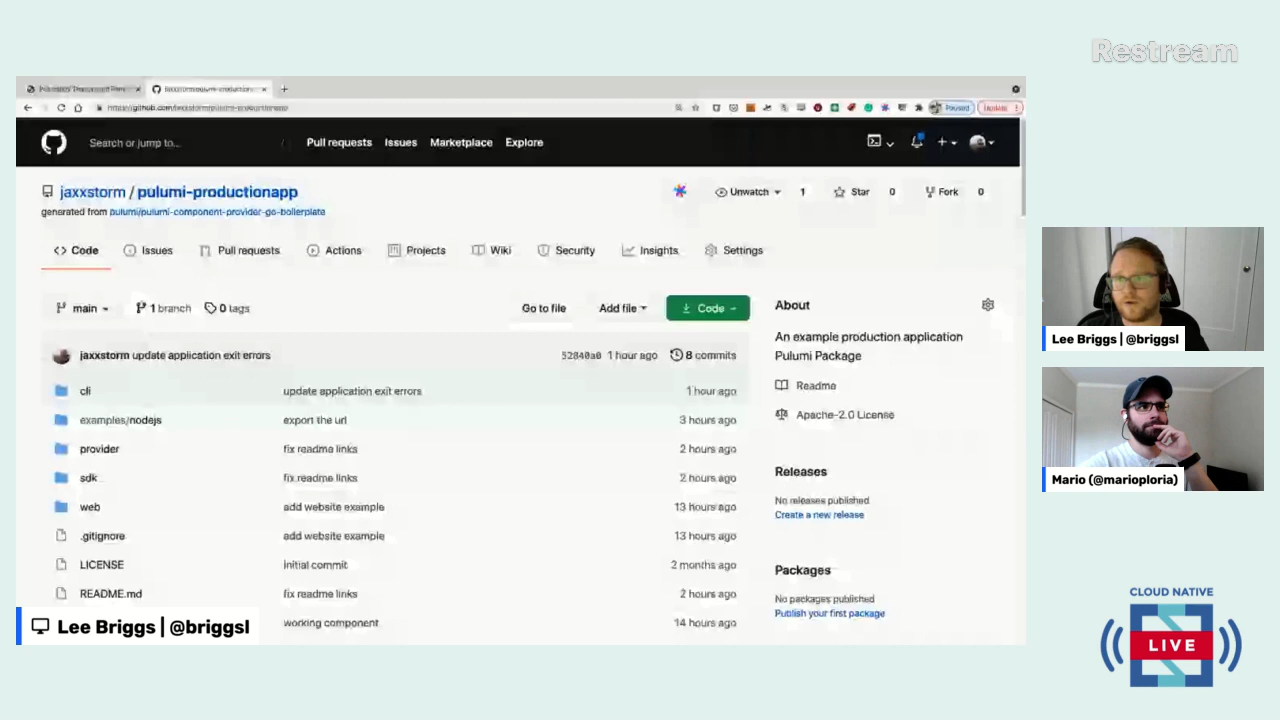 Restream
Paused
Update
Search or jump to...
Pull requests Issues Marketplace Explore
jaxxstorm / pulumi-productionapp
generated from pulumi/pulumi-component-provider-go-boilerplate
Unwatch 1 Star 0 Fork 0
<> Code Issues Pull requests Actions Projects Wiki Security Insights Settings
main 1 branch 0 tags Go to file Add file Code
About
An example production application
Pulumi Package
Readme
Apache-2.0 License
jaxxstorm update application exit errors 52840a0 1 hour ago 8 commits
cli update application exit errors 1 hour ago
examples/nodejs export the url 3 hours ago
provider fix readme links 2 hours ago
sdk fix readme links 2 hours ago
web add website example 13 hours ago
.gitignore add website example 13 hours ago
LICENSE initial commit 2 months ago
README.md fix readme links 2 hours ago
working component 14 hours ago
Releases
No releases published
Create a new release
Packages
No packages published
Publish your first package
Lee Briggs | @briggsl
Lee Briggs | @briggsl
Mario (@marioploria)
CLOUD NATIVE
LIVE